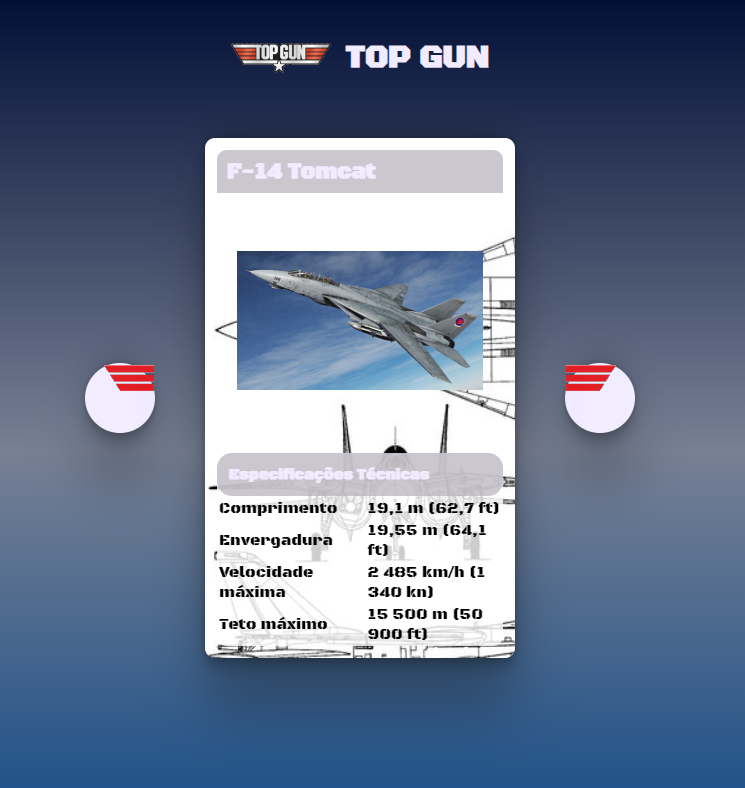 TOP GUN TOP GUN
F-14 Tomcat
Especificações Técnicas
Comprimento 19,1 m (62,7 ft)
Envergadura 19,55 m (64,1
ft)
Velocidade 2 485 km/h (1
máxima 340 kn)
Teto máximo 15 500 m (50
900 ft)